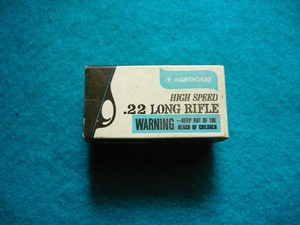 HAWTHORNE
HIGH SPEED
.22 LONG RIFLE
WARNING —KEEP OUT OF THE
REACH OF CHILDREN